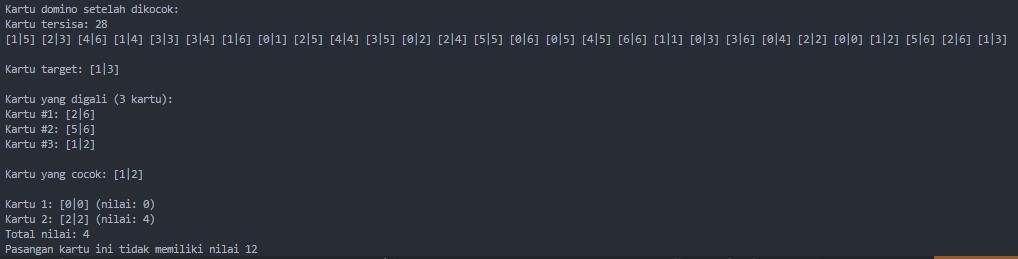 Kartu domino setelah dikocok:
Kartu tersisa: 28
[1|5] [2|3] [4|6] [1|4] [3|3] [3|4] [1|6] [0|1] [2|5] [4|4] [3|5] [0|2] [2|4] [5|5] [0|6] [0|5] [4|5] [6|6] [1|1] [0|3] [3|6] [0|4] [2|2] [0|0] [1|2] [5|6] [2|6] [1|3]
Kartu target: [1|3]
Kartu yang digali (3 kartu):
Kartu #1: [2|6]
Kartu #2: [5|6]
Kartu #3: [1|2]
Kartu yang cocok: [1|2]
Kartu 1: [0|0] (nilai: 0)
Kartu 2: [2|2] (nilai: 4)
Total nilai: 4
Pasangan kartu ini tidak memiliki nilai 12